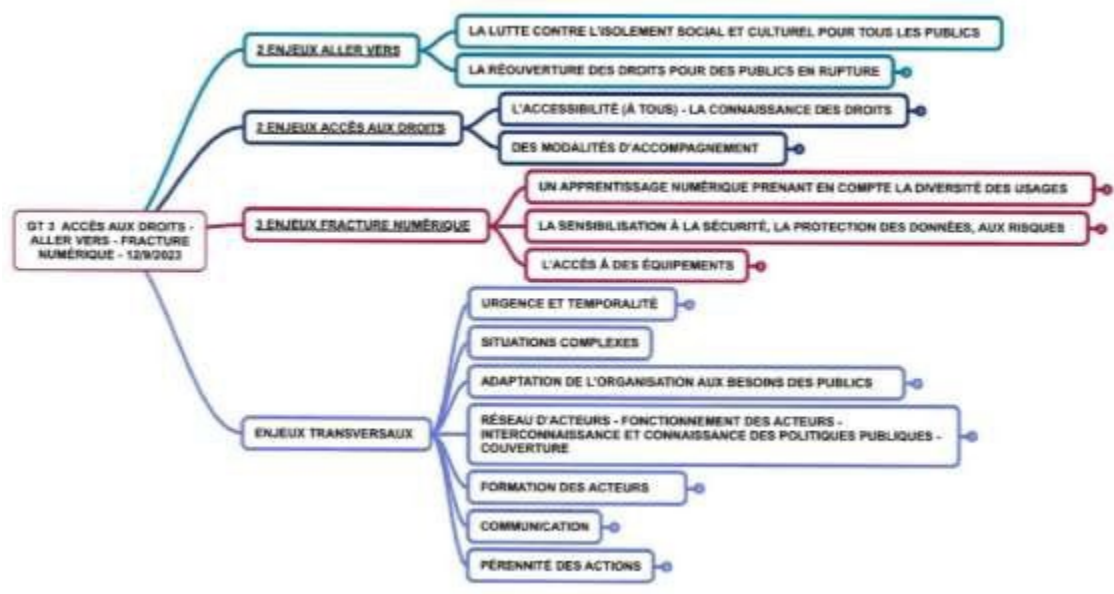 GT 3 ACCÈS AUX DROITS -
ALLER VERS - FRACTURE
NUMÉRIQUE - 12/9/2023
2 ENJEUX ALLER VERS
LA LUTTE CONTRE L'ISOLEMENT SOCIAL ET CULTUREL POUR TOUS LES PUBLICS
LA RÉOUVERTURE DES DROITS POUR DES PUBLICS EN RUPTURE
2 ENJEUX ACCÈS AUX DROITS
L'ACCESSIBILITÉ (À TOUS) - LA CONNAISSANCE DES DROITS
DES MODALITÉS D'ACCOMPAGNEMENT
3 ENJEUX FRACTURE NUMÉRIQUE
UN APPRENTISSAGE NUMÉRIQUE PRENANT EN COMPTE LA DIVERSITÉ DES USAGES
LA SENSIBILISATION À LA SÉCURITÉ, LA PROTECTION DES DONNÉES, AUX RISQUES
L'ACCÈS À DES ÉQUIPEMENTS
ENJEUX TRANSVERSAUX
URGENCE ET TEMPORALITÉ
SITUATIONS COMPLEXES
ADAPTATION DE L'ORGANISATION AUX BESOINS DES PUBLICS
RÉSEAU D'ACTEURS - FONCTIONNEMENT DES ACTEURS -
INTERCONNAISSANCE ET CONNAISSANCE DES POLITIQUES PUBLIQUES -
COUVERTURE
FORMATION DES ACTEURS
COMMUNICATION
PÉRENNITÉ DES ACTIONS